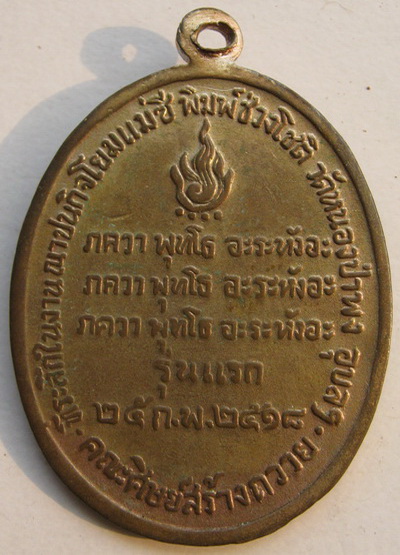 ที่ระลึกในงานฌาปนกิจโยมแม่ชี พิมพ์ช่วงโชติ วัดหนองป่าพง อุบลฯ
ภควา พุทโธ อะระหังอะ
ภควา พุทโธ อะระหังอะ
ภควา พุทโธ อะระหังอะ
รุ่นแรก
๒๕ก.พ.๒๕๑๘
คณะศิษย์สร้างถวาย